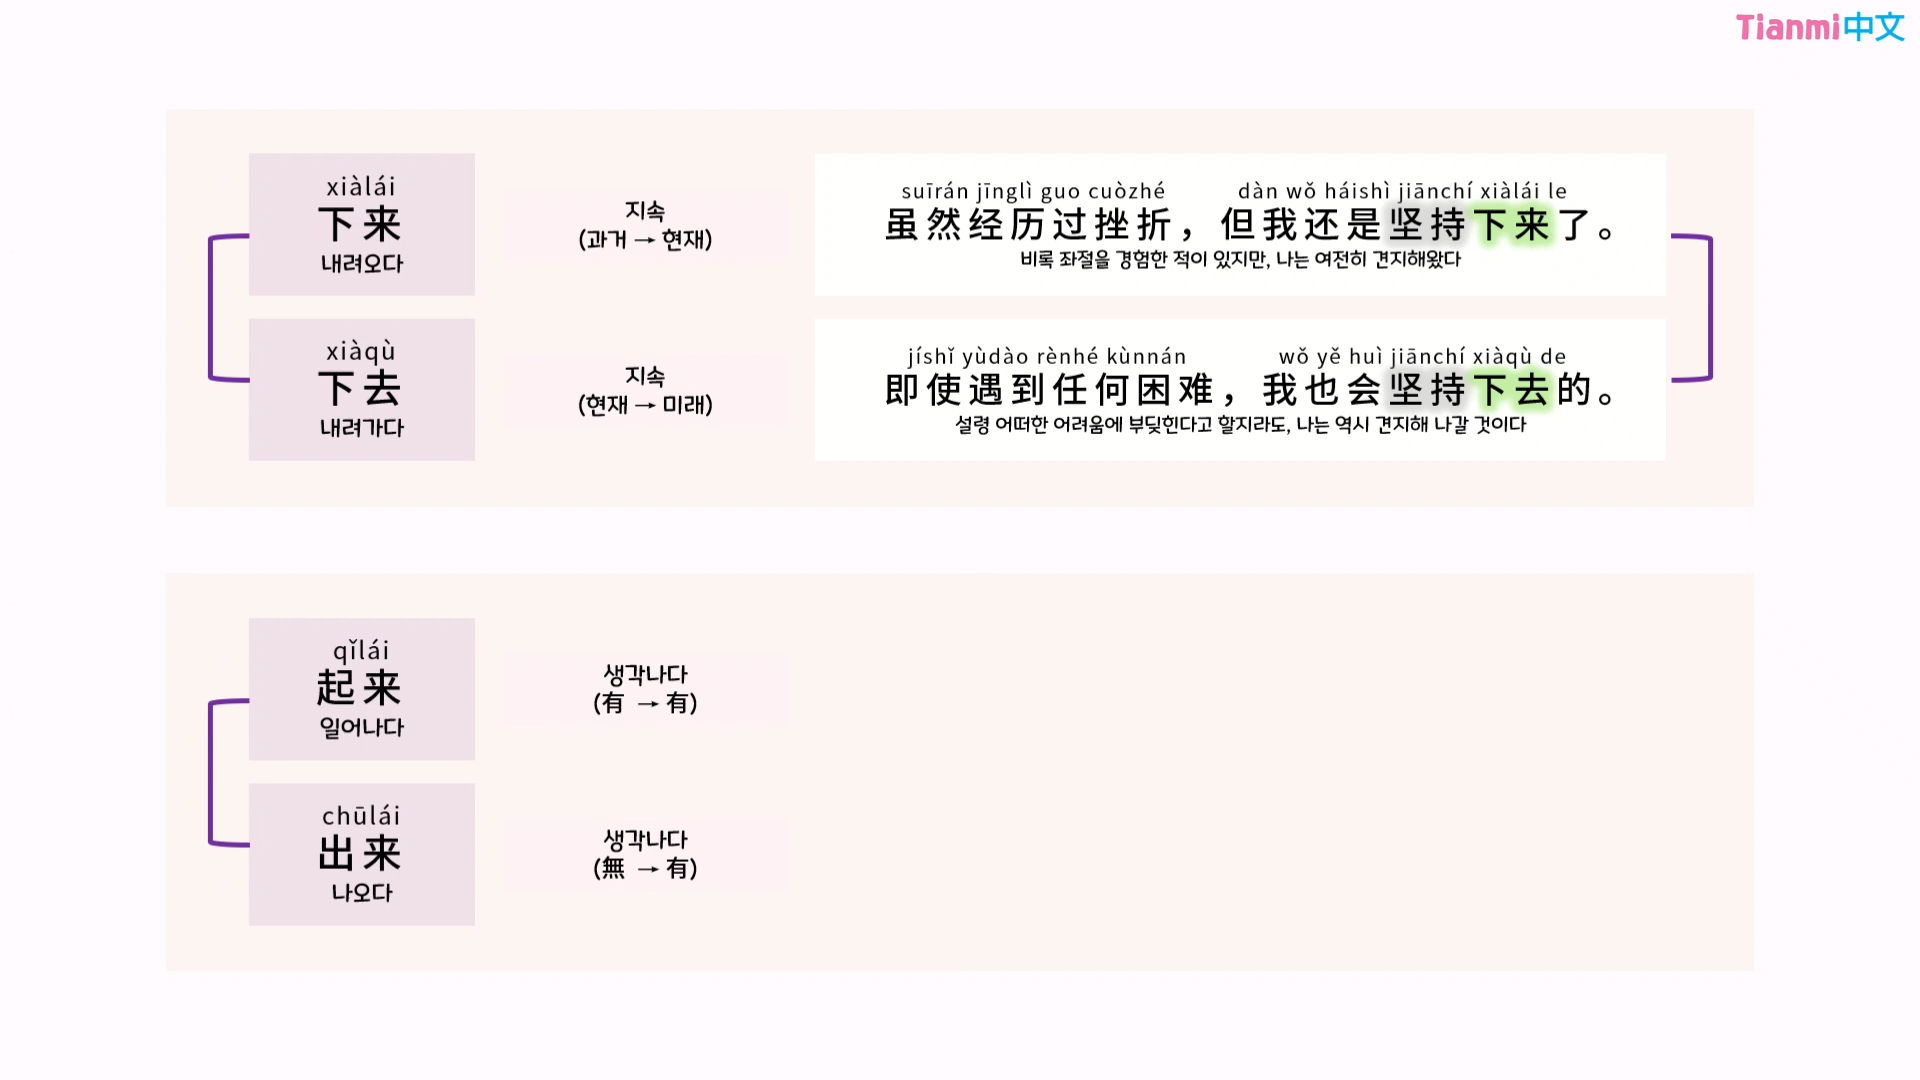 Tianmi中文
xiàlái
下来
내려오다
지속
(과거 → 현재)
suīrán jīnglì guo cuòzhé dàn wǒ háishì jiānchí xiàlái le
虽然经历过挫折，但我还是坚持下来了。
비록 좌절을 경험한 적이 있지만, 나는 여전히 견지해왔다
xiàqù
下去
내려가다
지속
(현재 → 미래)
jíshǐ yùdào rènhé kùnnán wǒ yě huì jiānchí xiàqù de
即使遇到任何困难，我也会坚持下去的。
설령 어떠한 어려움에 부딪힌다고 할지라도, 나는 역시 견지해 나갈 것이다
qǐlái
起来
일어나다
생각나다
(有 → 有)
chūlái
出来
나오다
생각나다
(無 → 有)